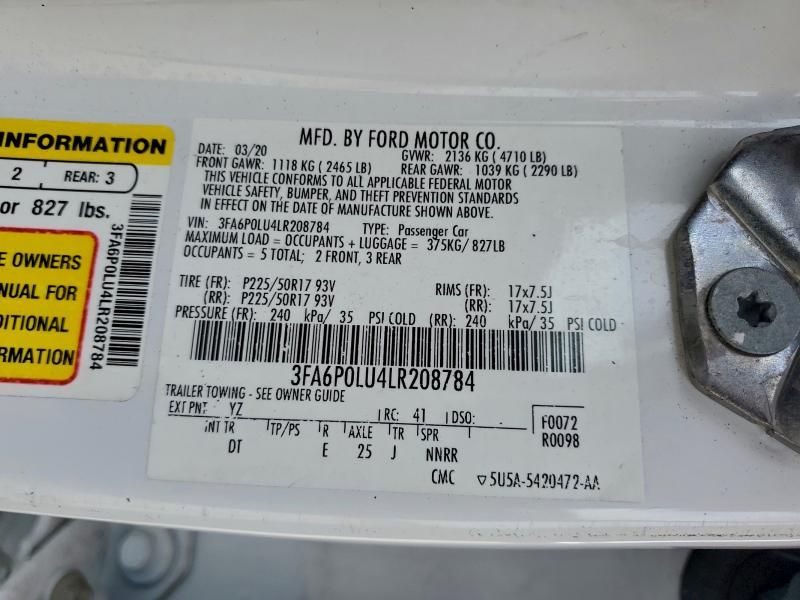 INFORMATION
2 REAR: 3
or 827 lbs.
E OWNERS
NUAL FOR
DITIONAL
RMATION
3FA6P0LU4LR208784
MFD. BY FORD MOTOR CO.
DATE: 03/20 GVWR: 2136 KG ( 4710 LB)
FRONT GAWR: 1118 KG ( 2465 LB) REAR GAWR: 1039 KG ( 2290 LB)
THIS VEHICLE CONFORMS TO ALL APPLICABLE FEDERAL MOTOR
VEHICLE SAFETY, BUMPER, AND THEFT PREVENTION STANDARDS
IN EFFECT ON THE DATE OF MANUFACTURE SHOWN ABOVE.
VIN: 3FA6P0LU4LR208784 TYPE: Passenger Car
MAXIMUM LOAD = OCCUPANTS + LUGGAGE = 375KG/ 827LB
OCCUPANTS = 5 TOTAL; 2 FRONT, 3 REAR
TIRE (FR): P225/50R17 93V RIMS (FR): 17x7.5J
(RR): P225/50R17 93V (RR): 17x7.5J
PRESSURE (FR): 240 kPa/ 35 PSI COLD (RR): 240 kPa/ 35 PSI COLD
3FA6P0LU4LR208784
TRAILER TOWING - SEE OWNER GUIDE
EXT PNT: YZ RC: 41 DSO: F0072
INT TR TP/PS R AXLE TR SPR R0098
DT E 25 J NNRR
CMC ▽5U5A-5420472-AA